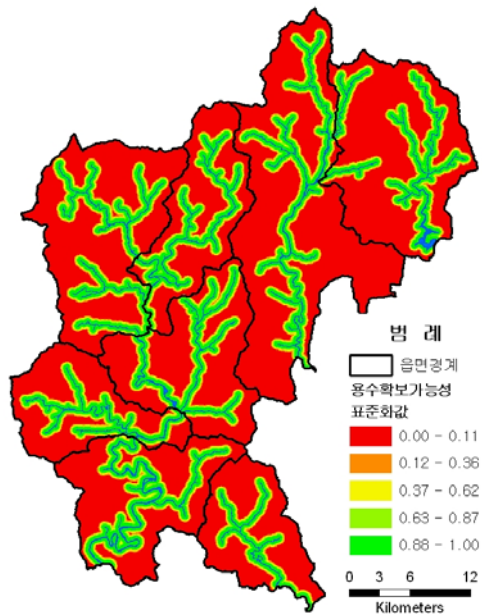 범 례
읍면경계
용수확보가능성
표준화값
0.00 - 0.11
0.12 - 0.36
0.37 - 0.62
0.63 - 0.87
0.88 - 1.00
0 3 6 12
Kilometers